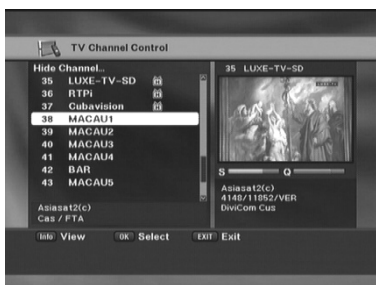 TV Channel Control
Hide Channel...
35 LUXE-TV-SD
36 RTPi
37 Cubavision
38 MACAU1
39 MACAU2
40 MACAU3
41 MACAU4
42 BAR
43 MACAU5
Asiasat2(c)
Cas / FTA
35 LUXE-TV-SD
S Q
Asiasat2(c)
4148/11852/VER
DiviCom Cus
Info View OK Select EXIT Exit